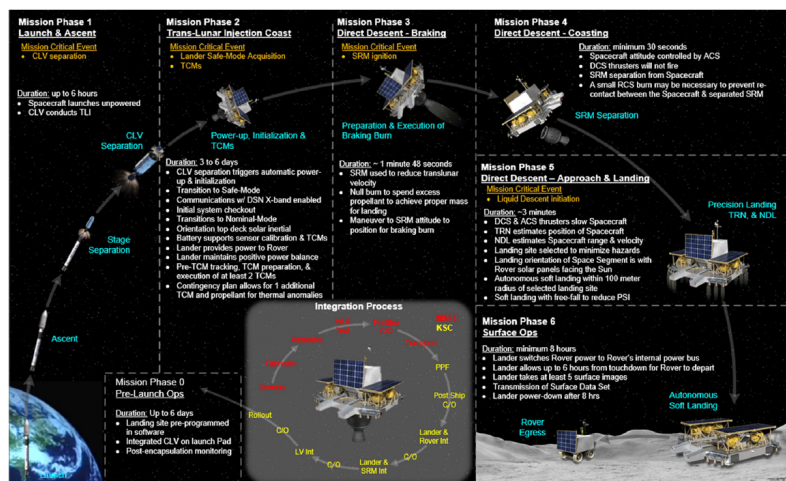 Mission Phase 1
Launch & Ascent
Mission Critical Event
• CLV separation
Duration: up to 6 hours
• Spacecraft launches unpowered
• CLV conducts TLI
CLV
Separation
Stage
Separation
Ascent
Launch
Mission Phase 0
Pre-Launch Ops
Duration: Up to 6 days
• Landing site pre-programmed
in software
• Integrated CLV on launch Pad
• Post-encapsulation monitoring
Mission Phase 2
Trans-Lunar Injection Coast
Mission Critical Event
• Lander Safe-Mode Acquisition
• TCMs
Power-up, Initialization &
TCMs
Duration: 3 to 6 days
• CLV separation triggers automatic power-
up & initialization
• Transition to Safe-Mode
• Communications w/ DSN X-band enabled
• Initial system checkout
• Transitions to Nominal-Mode
• Orientation top deck solar inertial
• Battery supports sensor calibration & TCMs
• Lander provides power to Rover
• Lander maintains positive power balance
• Pre-TCM tracking, TCM preparation, &
execution of at least 2 TCMs
• Contingency plan allows for 1 additional
TCM and propellant for thermal anomalies
Mission Phase 3
Direct Descent - Braking
Mission Critical Event
• SRM ignition
Preparation & Execution of
Braking Burn
Duration: ~ 1 minute 48 seconds
• SRM used to reduce translunar
velocity
• Null burn to spend excess
propellant to achieve proper mass
for landing
• Maneuver to SRM attitude to
position for braking burn
Mission Phase 4
Direct Descent - Coasting
Duration: minimum 30 seconds
• Spacecraft attitude controlled by ACS
• DCS thrusters will not fire
• SRM separation from Spacecraft
• A small RCS burn may be necessary to prevent re-
contact between the Spacecraft & separated SRM
SRM Separation
Mission Phase 5
Direct Descent – Approach & Landing
Mission Critical Event
• Liquid Descent initiation
Duration: ~3 minutes
• DCS & ACS thrusters slow Spacecraft
• TRN estimates position of Spacecraft
• NDL estimates Spacecraft range & velocity
• Landing site selected to minimize hazards
• Landing orientation of Space Segment is with
Rover solar panels facing the Sun
• Autonomous soft landing within 100 meter
radius of selected landing site
• Soft landing with free-fall to reduce PSI
Precision Landing
TRN, & NDL
Mission Phase 6
Surface Ops
Duration: minimum 8 hours
• Lander switches Rover power to Rover's internal power bus
• Lander allows up to 6 hours from touchdown for Rover to depart
• Lander takes at least 5 surface images
• Transmission of Surface Data Set
• Lander power-down after 8 hrs
Rover
Egress
Autonomous
Soft Landing
Integration Process
KSC
PPF
Post Ship
C/O
Lander &
Rover Int
C/O
Lander &
SRM Int
C/O
LV Int
C/O
Rollout